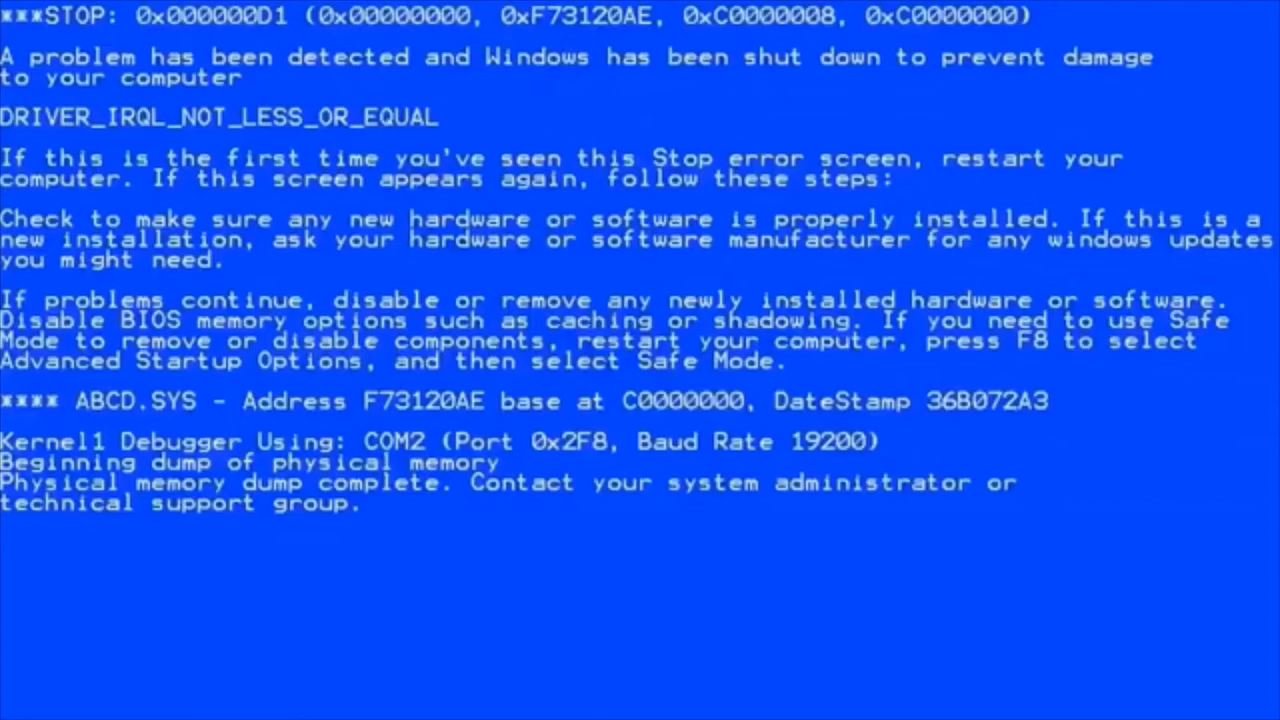 ***STOP: 0x000000D1 (0x00000000, 0xF73120AE, 0xC0000008, 0xC0000000)
A problem has been detected and Windows has been shut down to prevent damage
to your computer
DRIVER_IRQL_NOT_LESS_OR_EQUAL
If this is the first time you've seen this Stop error screen, restart your
computer. If this screen appears again, follow these steps:
Check to make sure any new hardware or software is properly installed. If this is a
new installation, ask your hardware or software manufacturer for any windows updates
you might need.
If problems continue, disable or remove any newly installed hardware or software.
Disable BIOS memory options such as caching or shadowing. If you need to use Safe
Mode to remove or disable components, restart your computer, press F8 to select
Advanced Startup Options, and then select Safe Mode.
**** ABCD.SYS - Address F73120AE base at C0000000, DateStamp 36B072A3
Kernel1 Debugger Using: COM2 (Port 0x2F8, Baud Rate 19200)
Beginning dump of physical memory
Physical memory dump complete. Contact your system administrator or
technical support group.